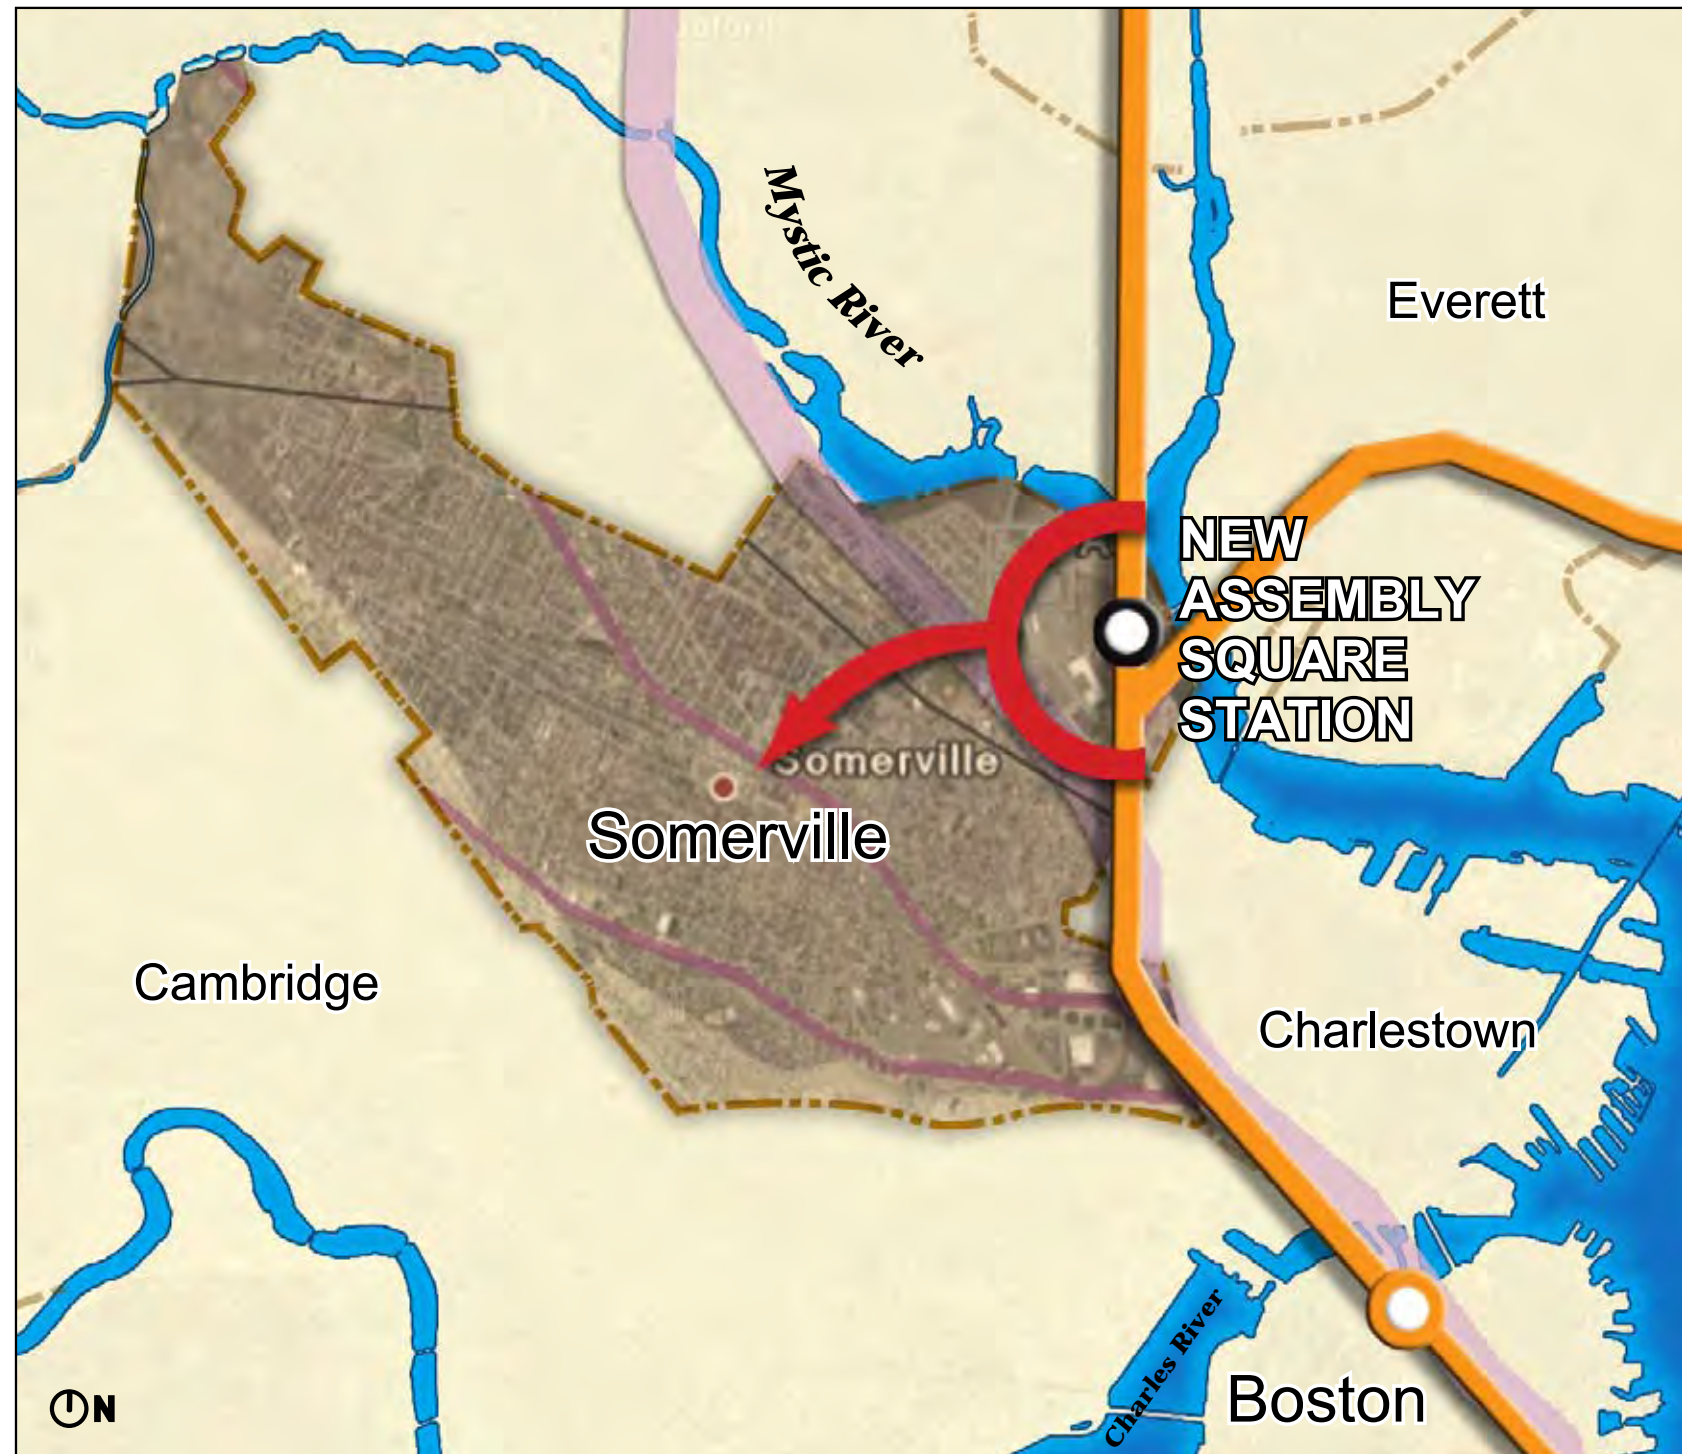 Mystic River
Everett
NEW
ASSEMBLY
SQUARE
STATION
Somerville
Somerville
Cambridge
Charlestown
Charles River
Boston
N